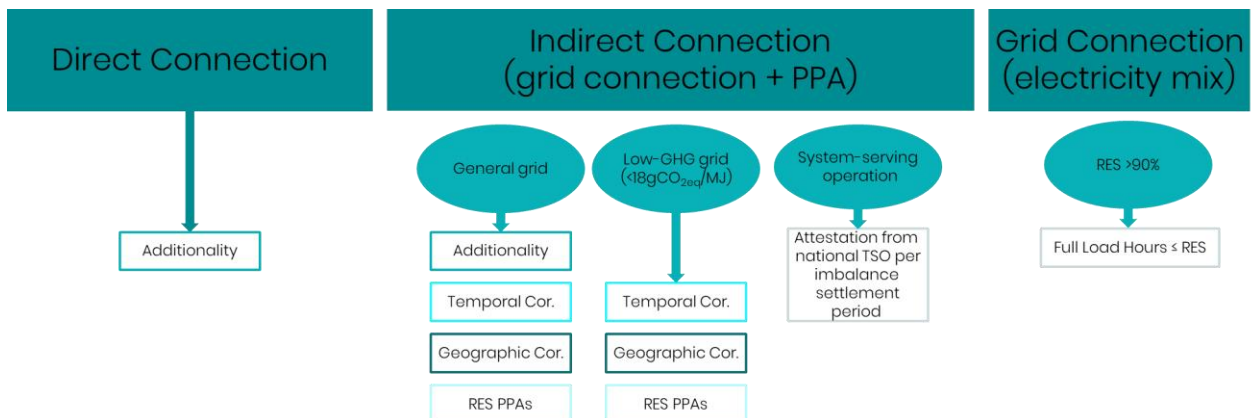 Direct Connection
Additionality
Indirect Connection
(grid connection + PPA)
General grid
Additionality
Temporal Cor.
Geographic Cor.
RES PPAs
Low-GHG grid
(<18gCO2eq/MJ)
Temporal Cor.
Geographic Cor.
RES PPAs
System-serving
operation
Attestation from
national TSO per
imbalance
settlement
period
Grid Connection
(electricity mix)
RES >90%
Full Load Hours ≤ RES